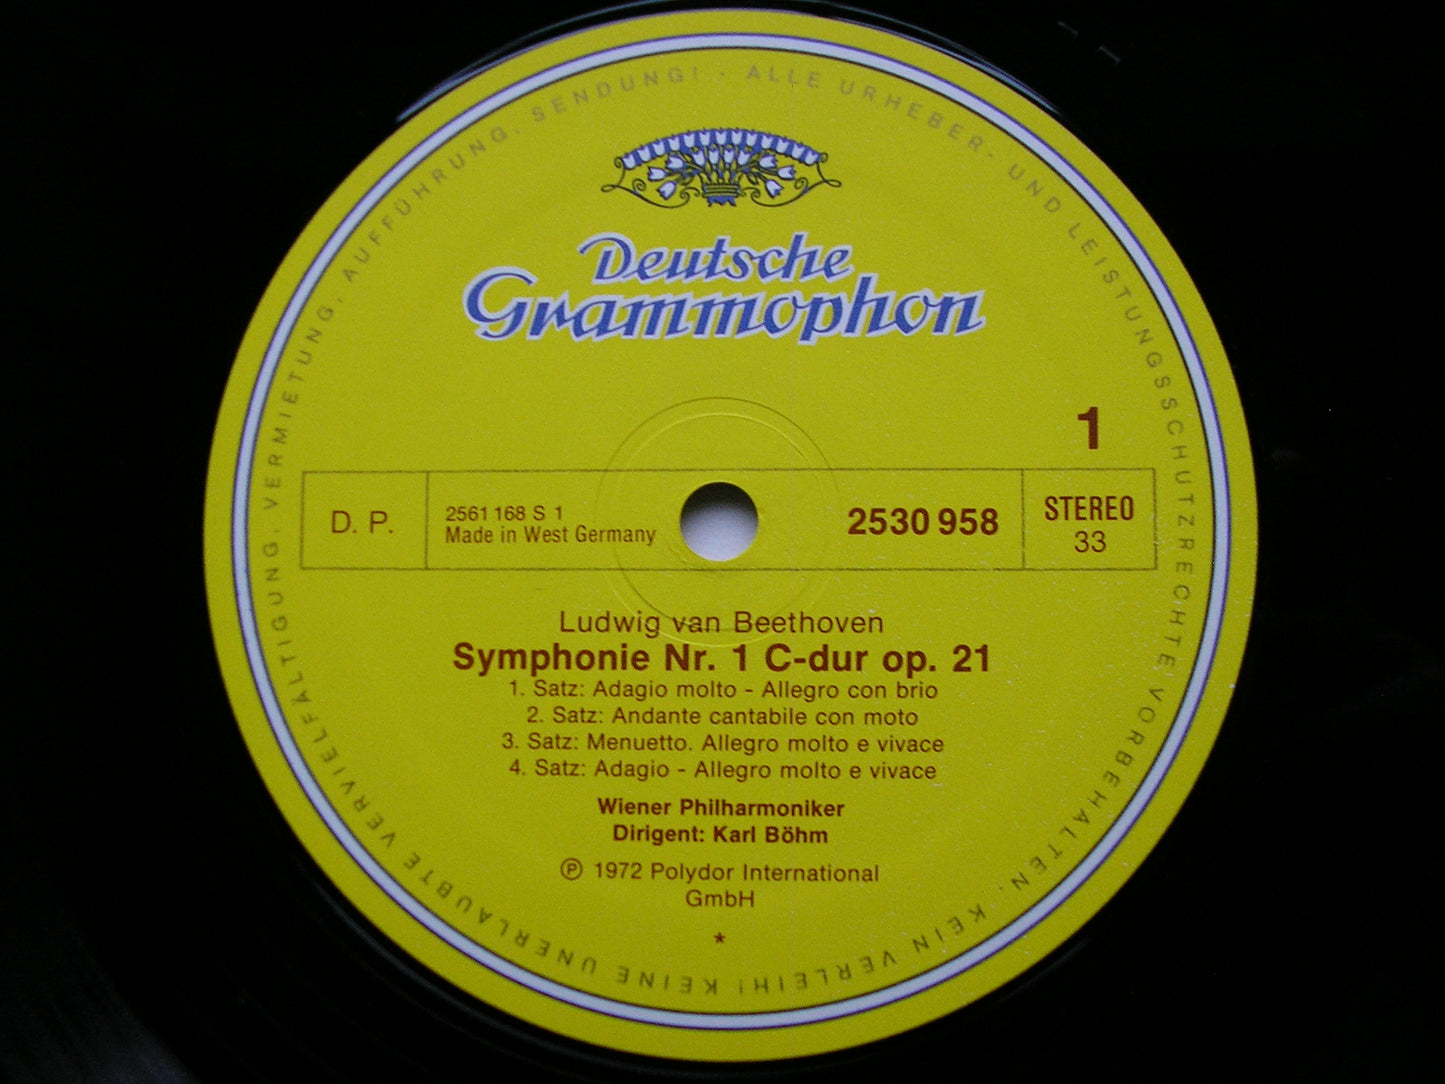 ALLE URHEBER- UND LEISTUNGSSCHUTZRECHTE VORBEHALTEN, KEIN VERLEIH! KEINE UNERLAUBTE VERVIELFÄLTIGUNG, VERMIETUNG, AUFFÜHRUNG, SENDUNG! ·
Deutsche
Grammophon
1
D. P.
2561 168 S 1
Made in West Germany
2530 958
STEREO
33
Ludwig van Beethoven
Symphonie Nr. 1 C-dur op. 21
1. Satz: Adagio molto - Allegro con brio
2. Satz: Andante cantabile con moto
3. Satz: Menuetto. Allegro molto e vivace
4. Satz: Adagio - Allegro molto e vivace
Wiener Philharmoniker
Dirigent: Karl Böhm
℗ 1972 Polydor International
GmbH
*